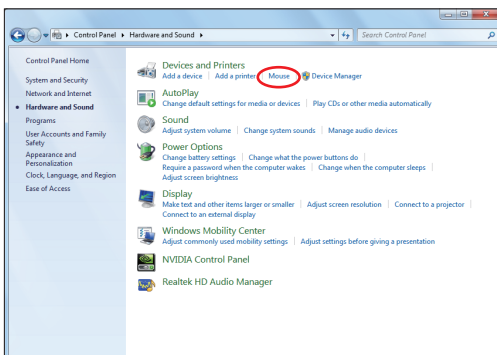 Control Panel ▸ Hardware and Sound ▸
Search Control Panel
Control Panel Home
System and Security
Network and Internet
Hardware and Sound
Programs
User Accounts and Family
Safety
Appearance and
Personalization
Clock, Language, and Region
Ease of Access
Devices and Printers
Add a device | Add a printer | Mouse | Device Manager
AutoPlay
Change default settings for media or devices | Play CDs or other media automatically
Sound
Adjust system volume | Change system sounds | Manage audio devices
Power Options
Change battery settings | Change what the power buttons do |
Require a password when the computer wakes | Change when the computer sleeps |
Adjust screen brightness
Display
Make text and other items larger or smaller | Adjust screen resolution | Connect to a projector |
Connect to an external display
Windows Mobility Center
Adjust commonly used mobility settings | Adjust settings before giving a presentation
NVIDIA Control Panel
Realtek HD Audio Manager